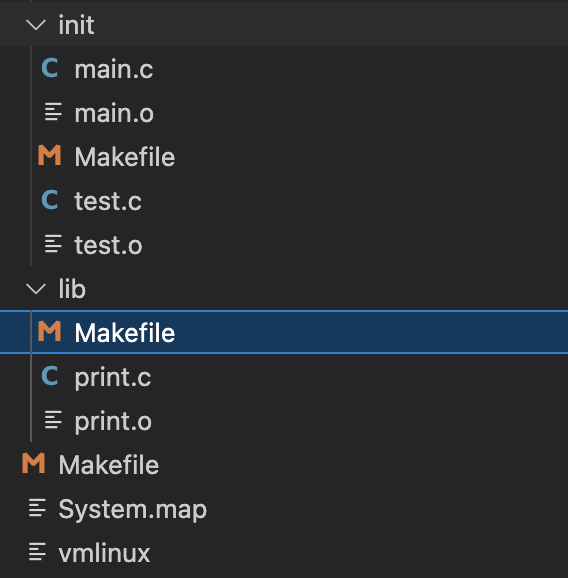 init
C main.c
main.o
M Makefile
C test.c
test.o
lib
M Makefile
C print.c
print.o
M Makefile
System.map
vmlinux